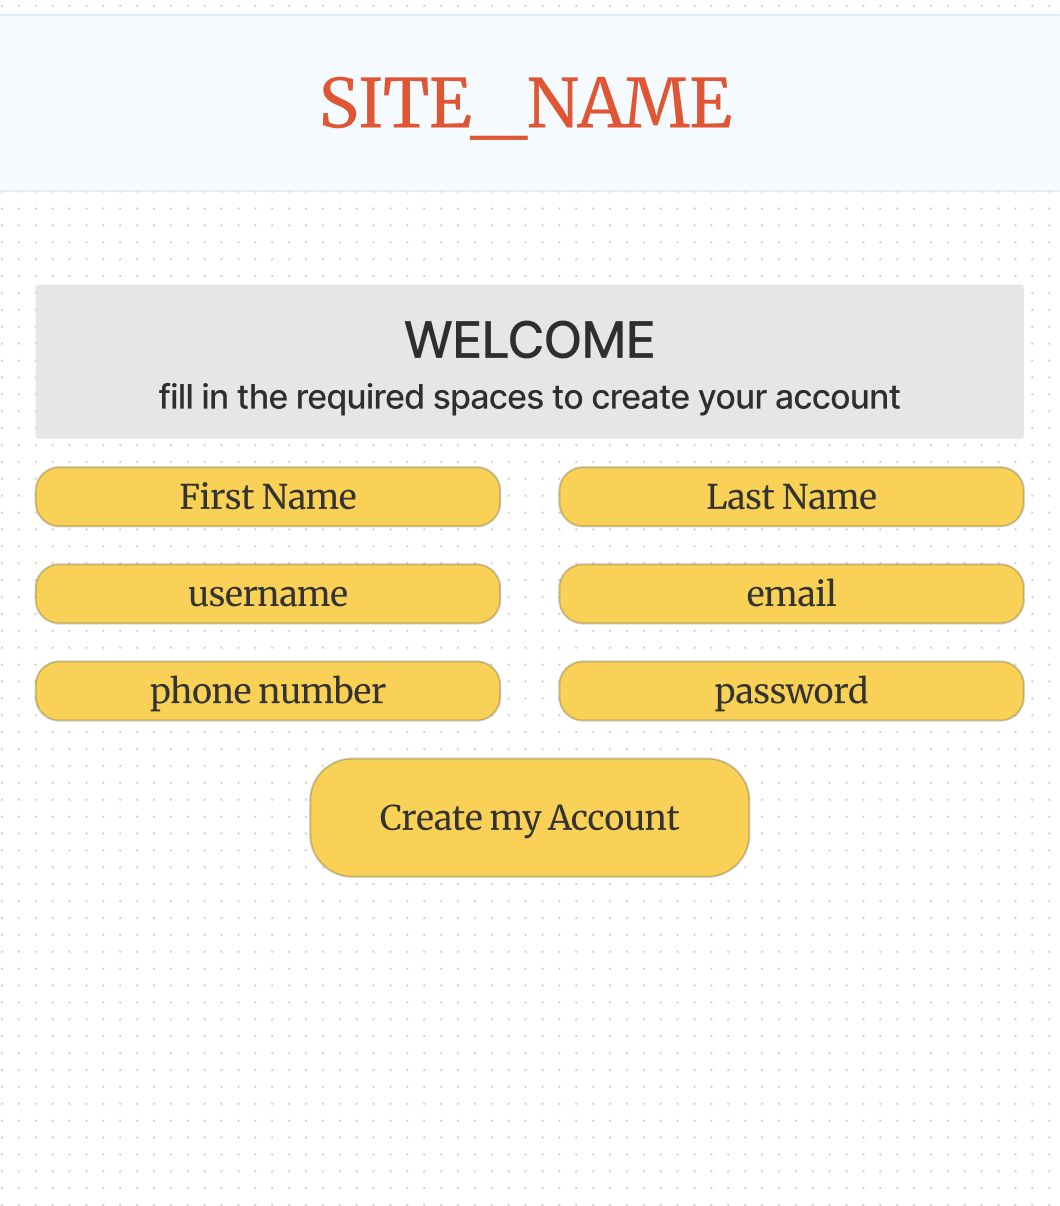 SITE__NAME
WELCOME
fill in the required spaces to create your account
First Name
Last Name
username
email
phone number
password
Create my Account